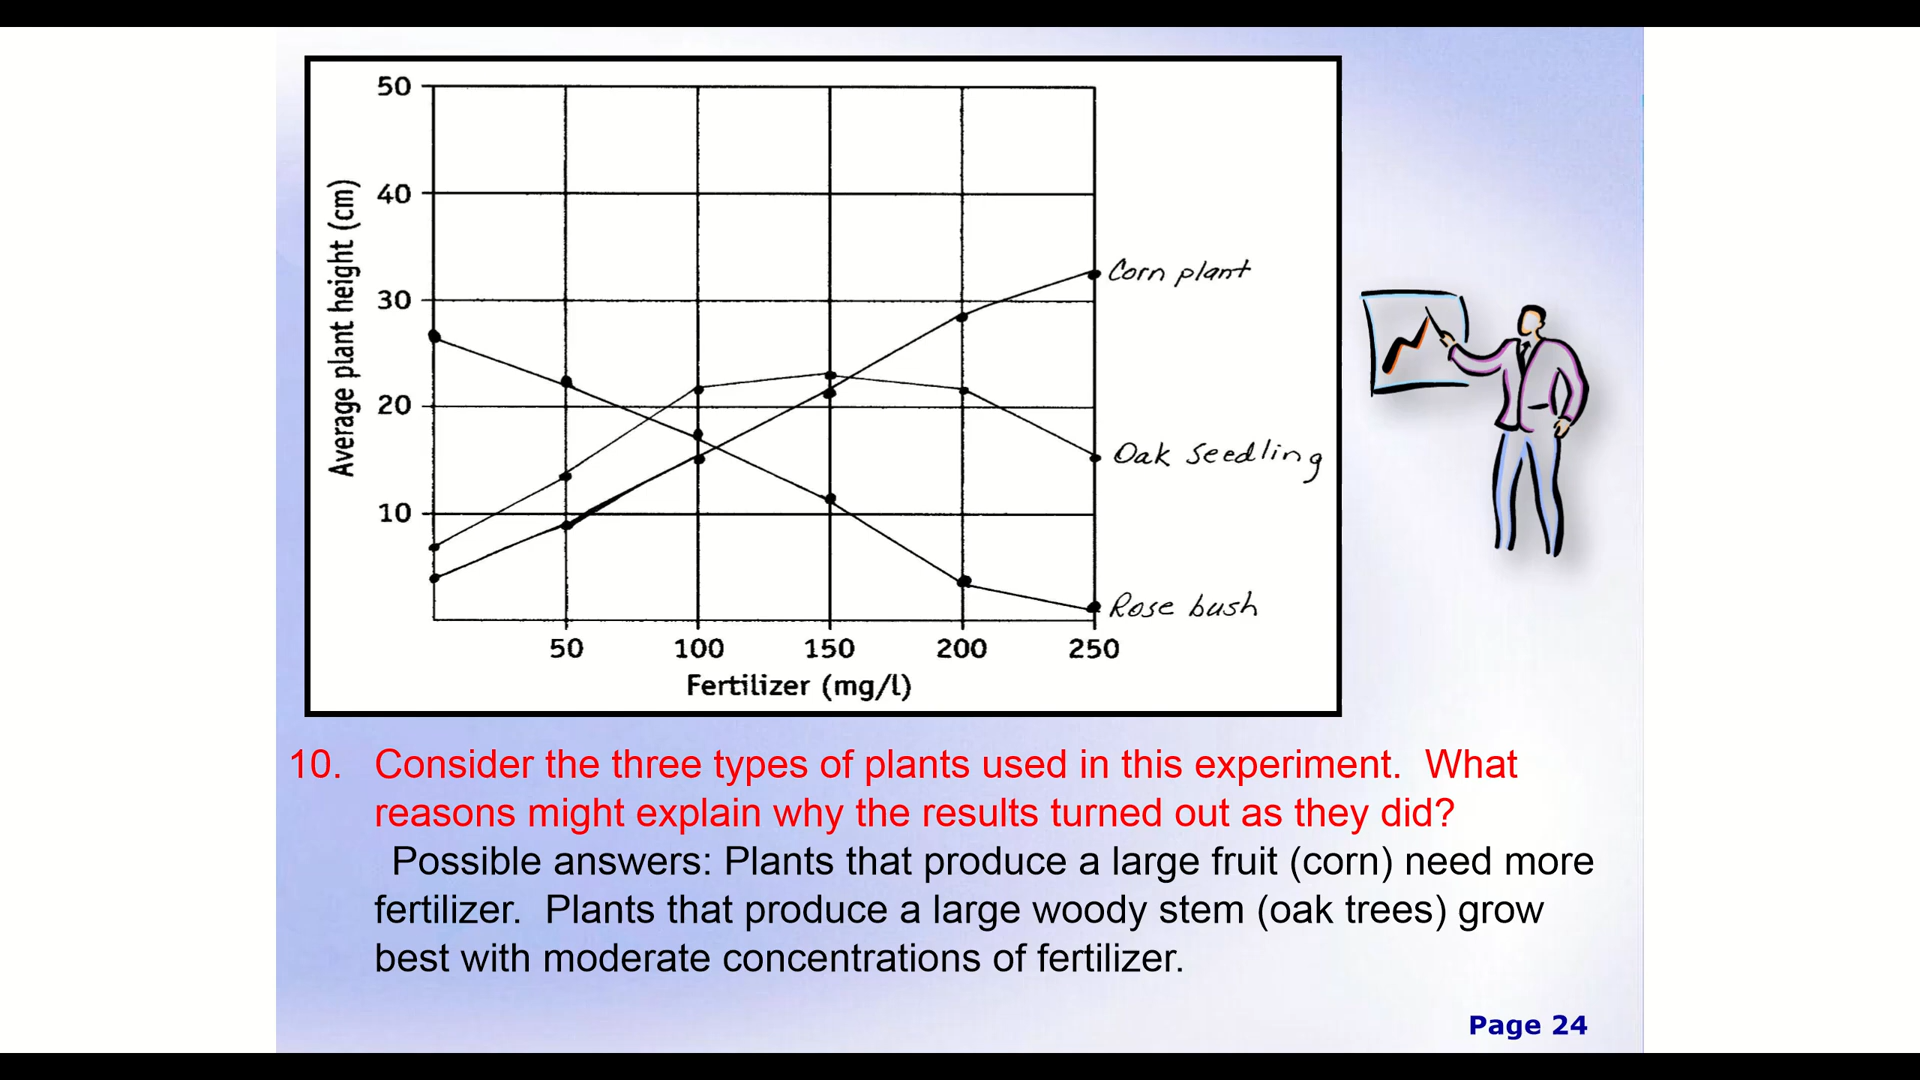 50
40
30
20
10
Average plant height (cm)
Corn plant
Oak Seedling
Rose bush
50 100 150 200 250
Fertilizer (mg/l)
10. Consider the three types of plants used in this experiment. What
reasons might explain why the results turned out as they did?
Possible answers: Plants that produce a large fruit (corn) need more
fertilizer. Plants that produce a large woody stem (oak trees) grow
best with moderate concentrations of fertilizer.
Page 24